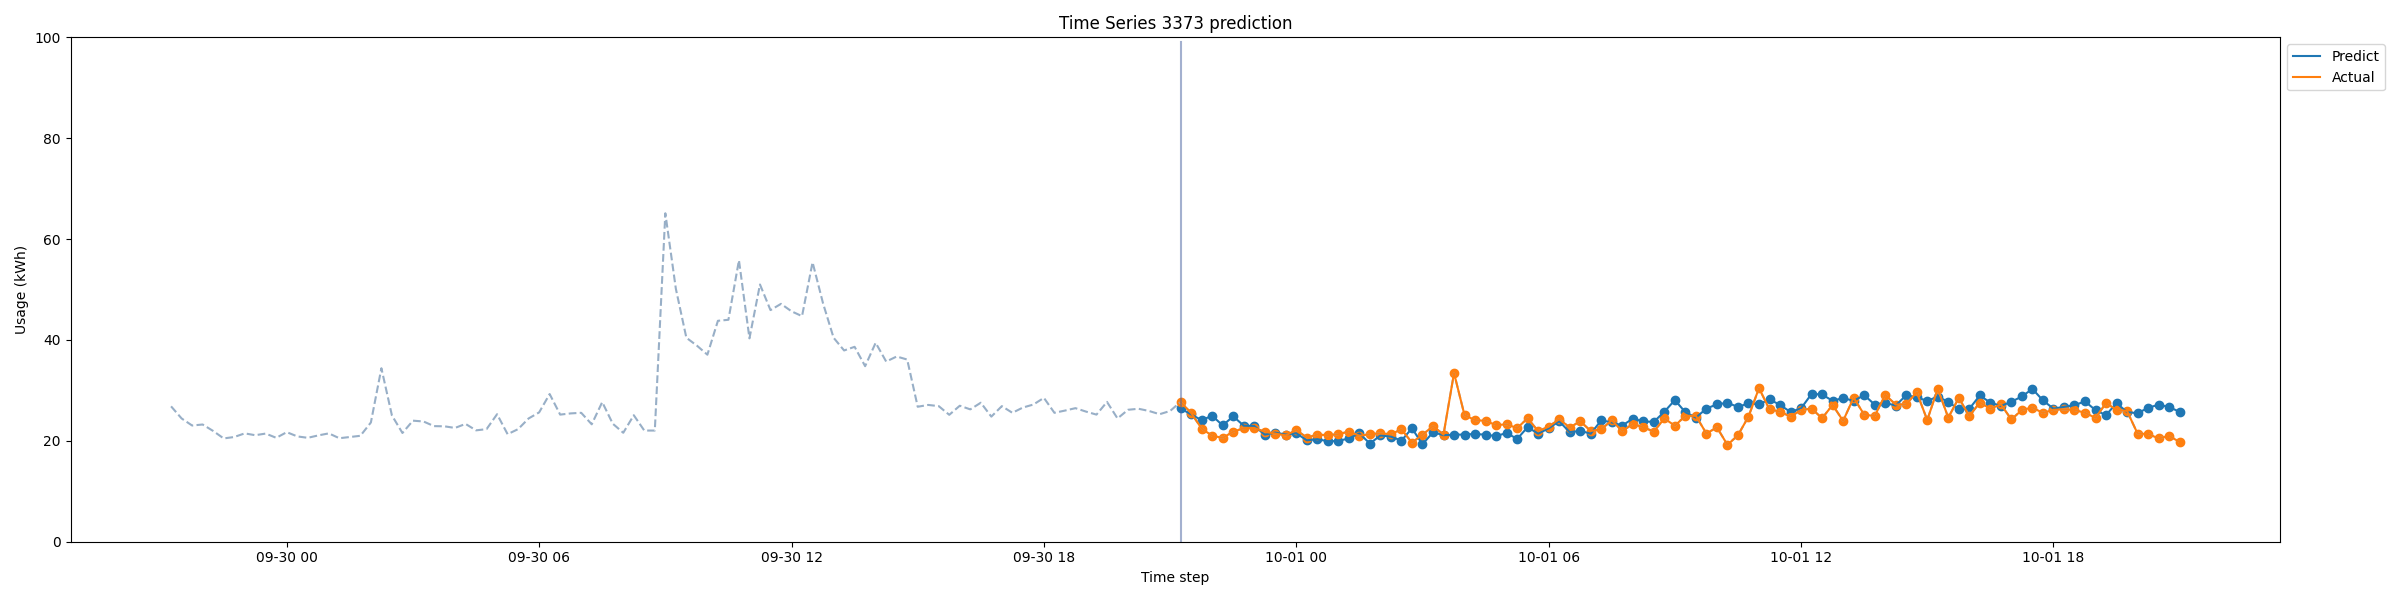 Time Series 3373 prediction
Predict
Actual
Usage (kWh)
100
80
60
40
20
0
09-30 00
09-30 06
09-30 12
09-30 18
10-01 00
10-01 06
10-01 12
10-01 18
Time step